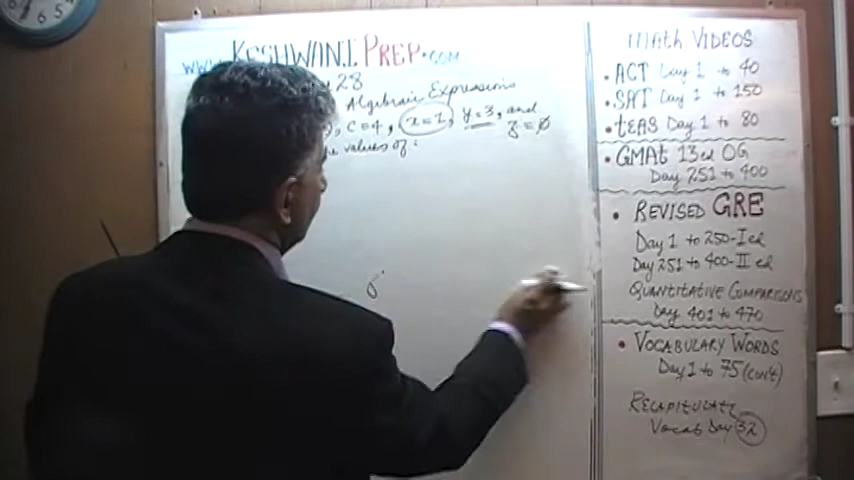 www.KESHWANIPREP.com
28
Algebraic Expressions
, c=4, x=1, y=3, and
z=0
the values of:
MATH VIDEOS
• ACT Day 1 to 40
• SAT Day 1 to 150
• TEAS Day 1 to 80
• GMAT 13ed OG
Day 251 to 400
• REVISED GRE
Day 1 to 250-I ed
Day 251 to 400-II ed
QUANTITATIVE COMPARISONS
Day 401 to 470
• VOCABULARY WORDS
Day 1 to 75 (cont)
RECAPITULATE
Vocab Day 32